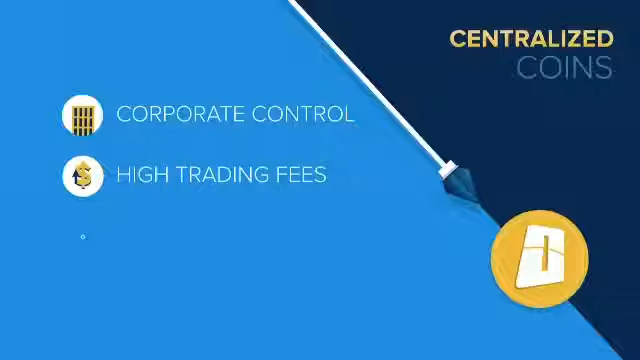 CENTRALIZED
COINS
CORPORATE CONTROL
HIGH TRADING FEES